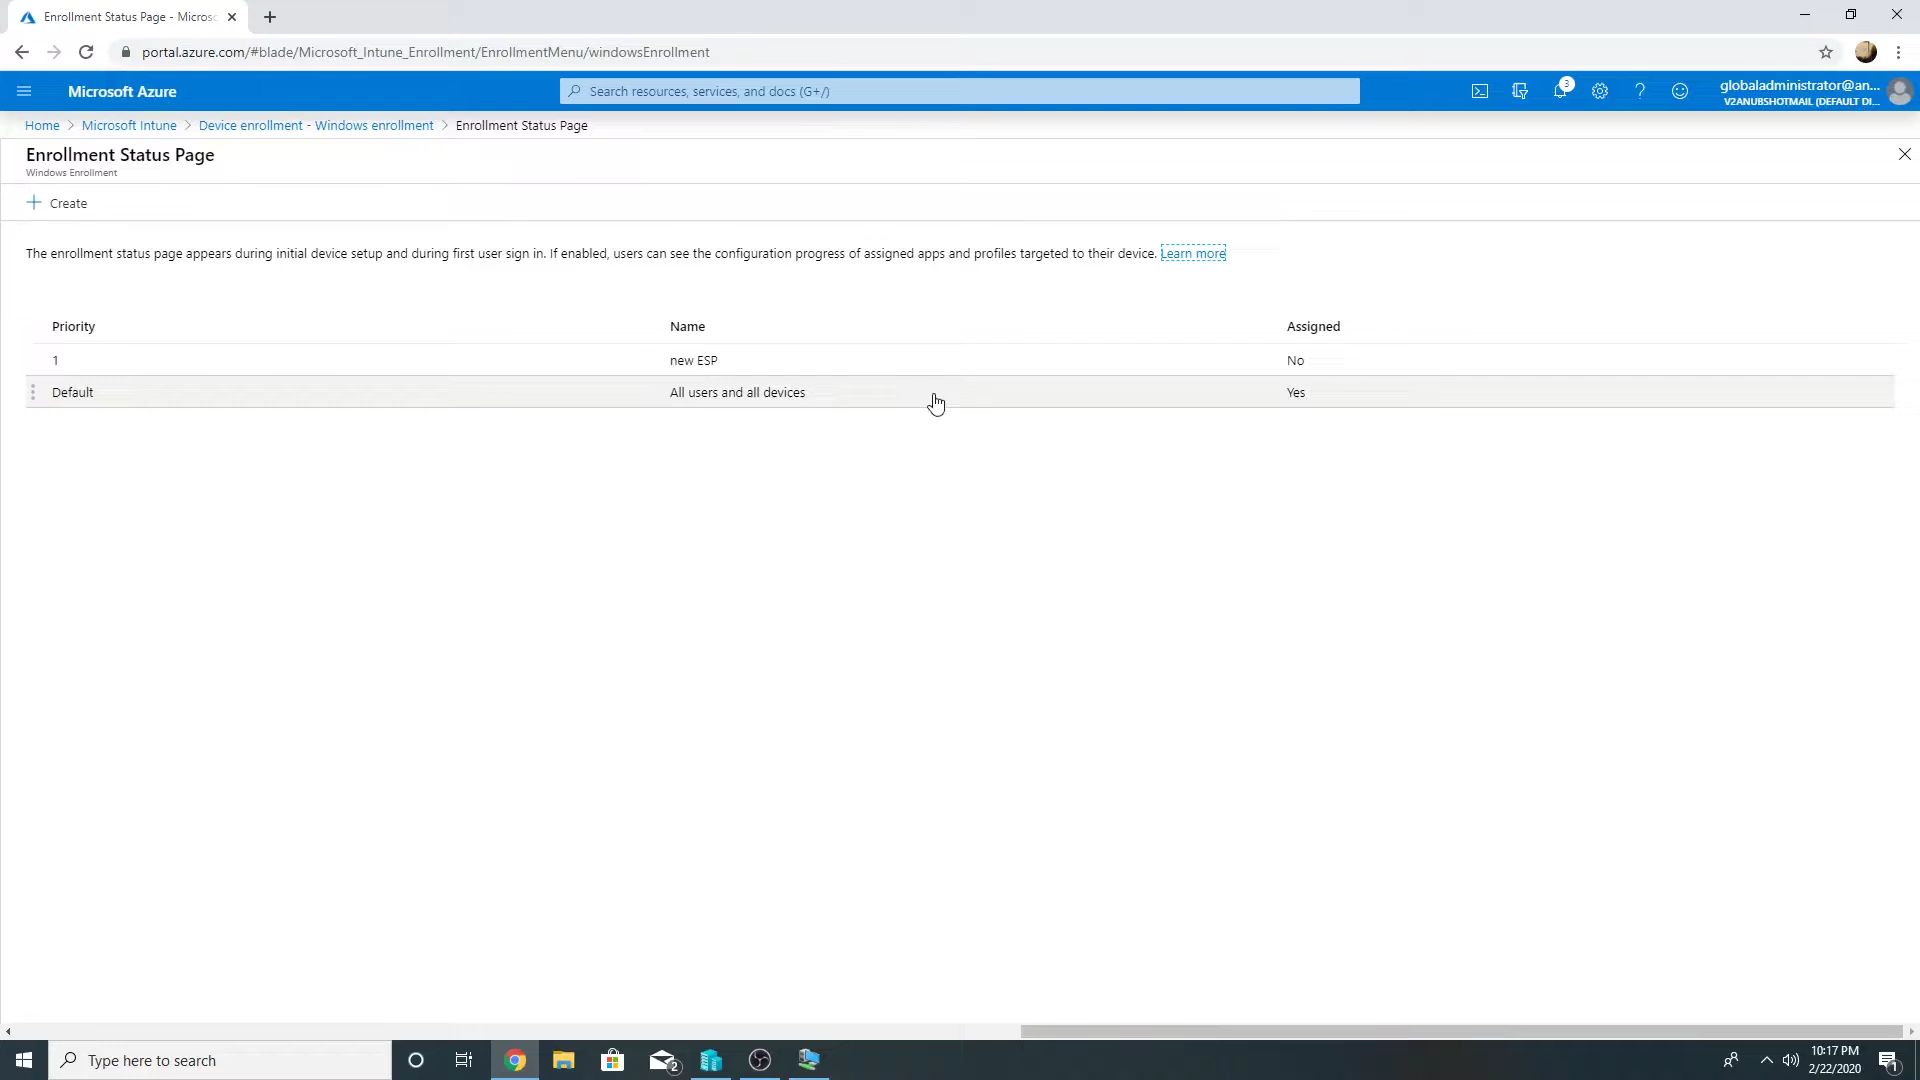 Enrollment Status Page - Micros
portal.azure.com/#blade/Microsoft_Intune_Enrollment/EnrollmentMenu/windowsEnrollment
Microsoft Azure
Search resources, services, and docs (G+/)
3
globaladministrator@an...
V2ANUBSHOTMAIL (DEFAULT DI...
Home > Microsoft Intune > Device enrollment - Windows enrollment > Enrollment Status Page
Enrollment Status Page
Windows Enrollment
Create
The enrollment status page appears during initial device setup and during first user sign in. If enabled, users can see the configuration progress of assigned apps and profiles targeted to their device. Learn more
Priority Name Assigned
1 new ESP No
Default All users and all devices Yes
Type here to search
2
10:17 PM
2/22/2020
1